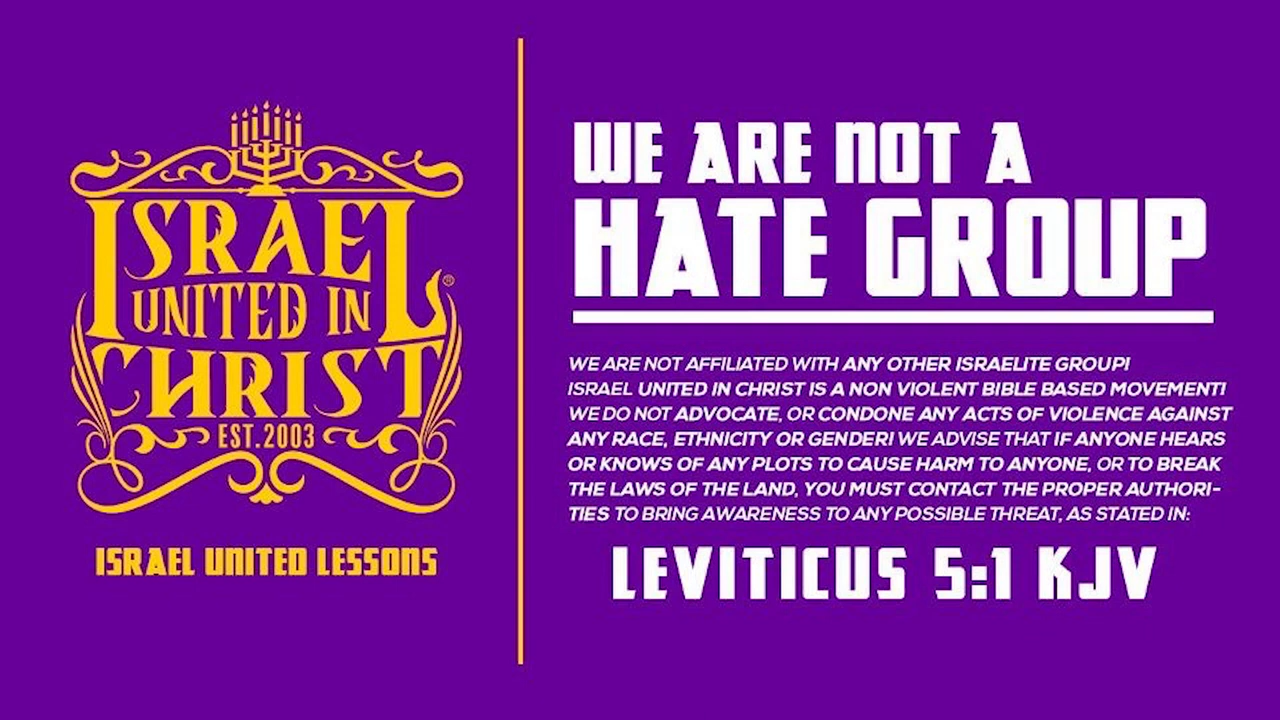 ISRAEL
UNITED IN
CHRIST
EST.2003
ISRAEL UNITED LESSONS
WE ARE NOT A
HATE GROUP
WE ARE NOT AFFILIATED WITH ANY OTHER ISRAELITE GROUP!
ISRAEL UNITED IN CHRIST IS A NON VIOLENT BIBLE BASED MOVEMENT!
WE DO NOT ADVOCATE, OR CONDONE ANY ACTS OF VIOLENCE AGAINST
ANY RACE, ETHNICITY OR GENDER! WE ADVISE THAT IF ANYONE HEARS
OR KNOWS OF ANY PLOTS TO CAUSE HARM TO ANYONE, OR TO BREAK
THE LAWS OF THE LAND, YOU MUST CONTACT THE PROPER AUTHORI-
TIES TO BRING AWARENESS TO ANY POSSIBLE THREAT, AS STATED IN:
LEVITICUS 5:1 KJV